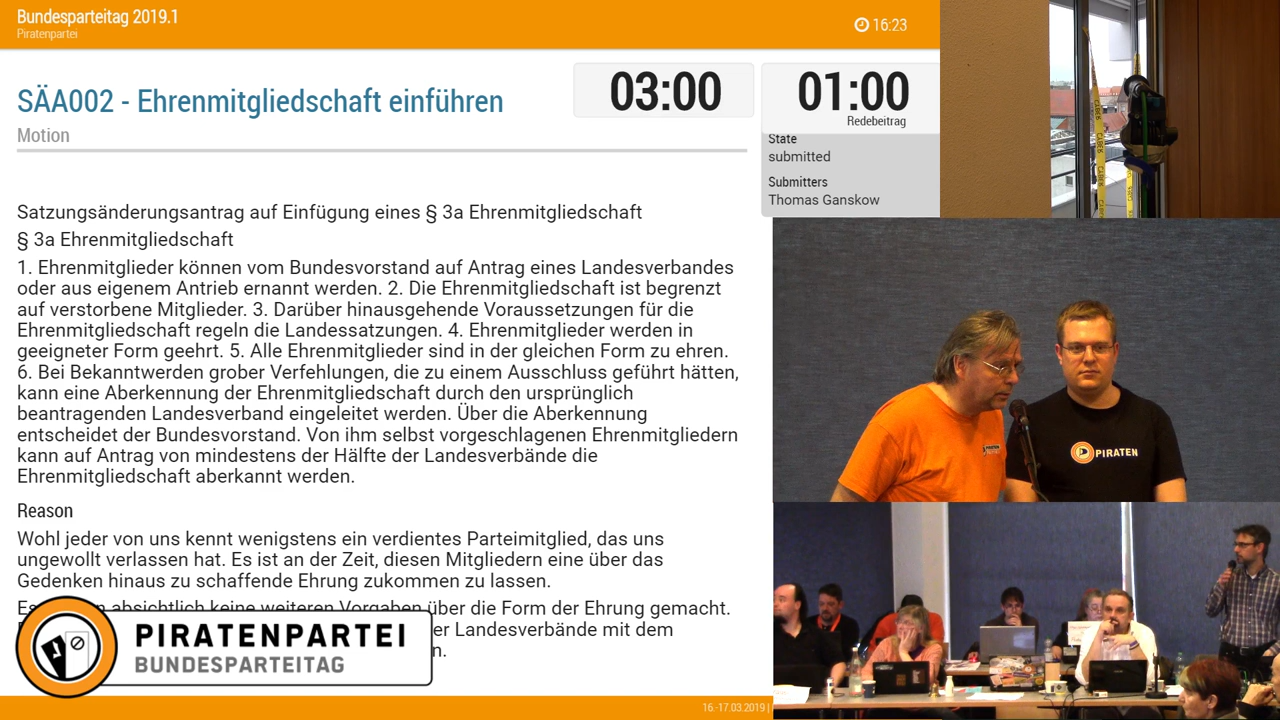 Bundesparteitag 2019.1
Piratenpartei
16:23
SÄA002 - Ehrenmitgliedschaft einführen
Motion
03:00
01:00
Redebeitrag
State
submitted
Submitters
Thomas Ganskow
Satzungsänderungsantrag auf Einfügung eines § 3a Ehrenmitgliedschaft
§ 3a Ehrenmitgliedschaft
1. Ehrenmitglieder können vom Bundesvorstand auf Antrag eines Landesverbandes
oder aus eigenem Antrieb ernannt werden. 2. Die Ehrenmitgliedschaft ist begrenzt
auf verstorbene Mitglieder. 3. Darüber hinausgehende Voraussetzungen für die
Ehrenmitgliedschaft regeln die Landessatzungen. 4. Ehrenmitglieder werden in
geeigneter Form geehrt. 5. Alle Ehrenmitglieder sind in der gleichen Form zu ehren.
6. Bei Bekanntwerden grober Verfehlungen, die zu einem Ausschluss geführt hätten,
kann eine Aberkennung der Ehrenmitgliedschaft durch den ursprünglich
beantragenden Landesverband eingeleitet werden. Über die Aberkennung
entscheidet der Bundesvorstand. Von ihm selbst vorgeschlagenen Ehrenmitgliedern
kann auf Antrag von mindestens der Hälfte der Landesverbände die
Ehrenmitgliedschaft aberkannt werden.
Reason
Wohl jeder von uns kennt wenigstens ein verdientes Parteimitglied, das uns
ungewollt verlassen hat. Es ist an der Zeit, diesen Mitgliedern eine über das
Gedenken hinaus zu schaffende Ehrung zukommen zu lassen.
absichtlich keine weiteren Vorgaben über die Form der Ehrung gemacht.
er Landesverbände mit dem
n.
PIRATENPARTEI
BUNDESPARTEITAG
16.-17.03.2019 |
PIRATEN